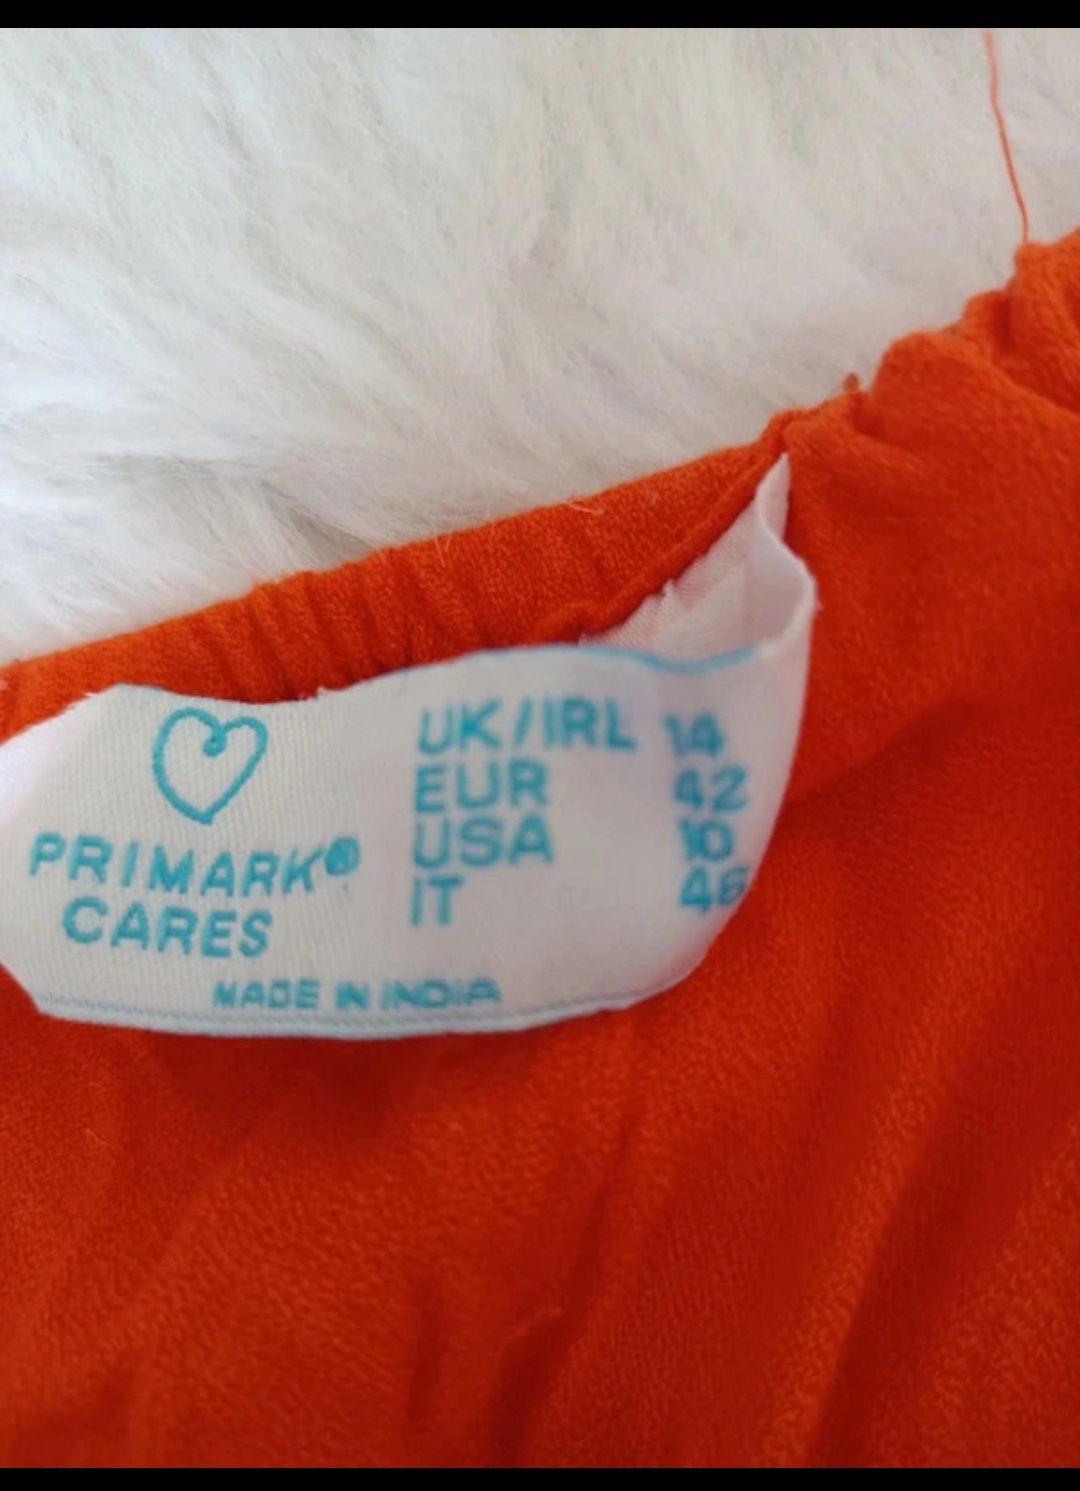 PRIMARK®
CARES
UK/IRL 14
EUR 42
USA 10
IT 46
MADE IN INDIA